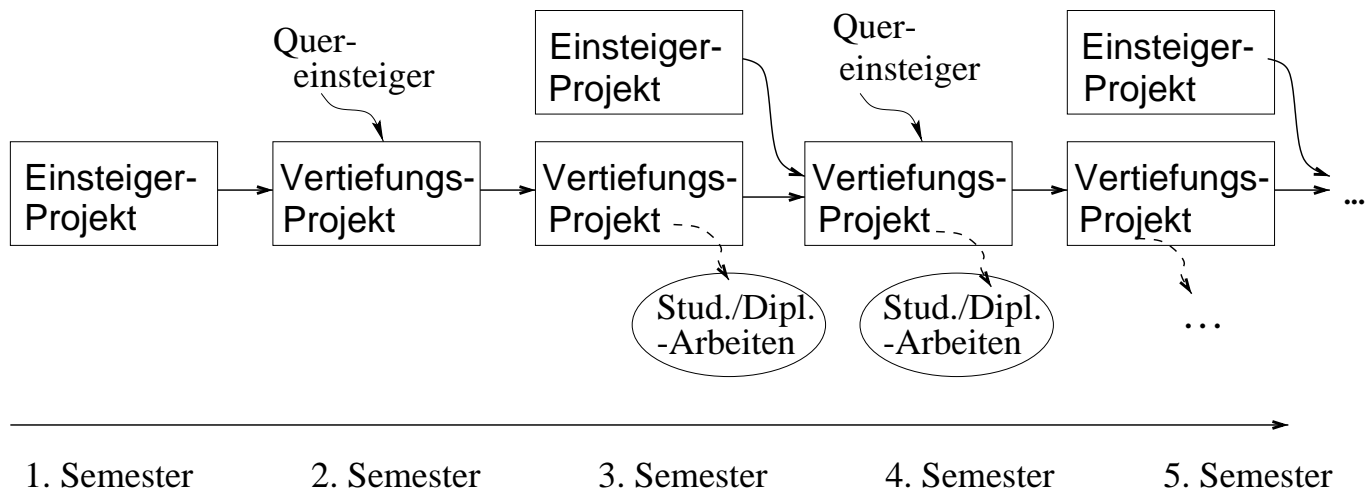 Quer-
einsteiger
Einsteiger-
Projekt
Quer-
einsteiger
Einsteiger-
Projekt
Einsteiger-
Projekt
Vertiefungs-
Projekt
Vertiefungs-
Projekt
Vertiefungs-
Projekt
Vertiefungs-
Projekt
...
Stud./Dipl.
-Arbeiten
Stud./Dipl.
-Arbeiten
...
1. Semester
2. Semester
3. Semester
4. Semester
5. Semester